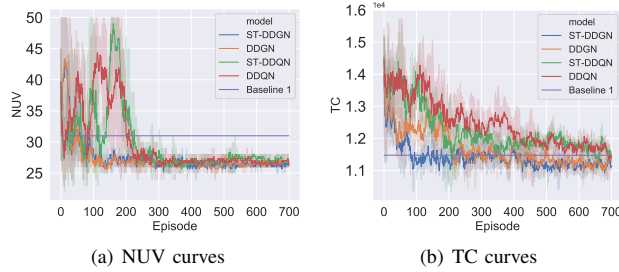 50
45
40
35
30
25
NUV
model
ST-DDGN
DDGN
ST-DDQN
DDQN
Baseline 1
0 100 200 300 400 500 600 700
Episode
(a) NUV curves
1e4
1.6
1.5
1.4
1.3
1.2
1.1
TC
model
ST-DDGN
DDGN
ST-DDQN
DDQN
Baseline 1
0 100 200 300 400 500 600 700
Episode
(b) TC curves